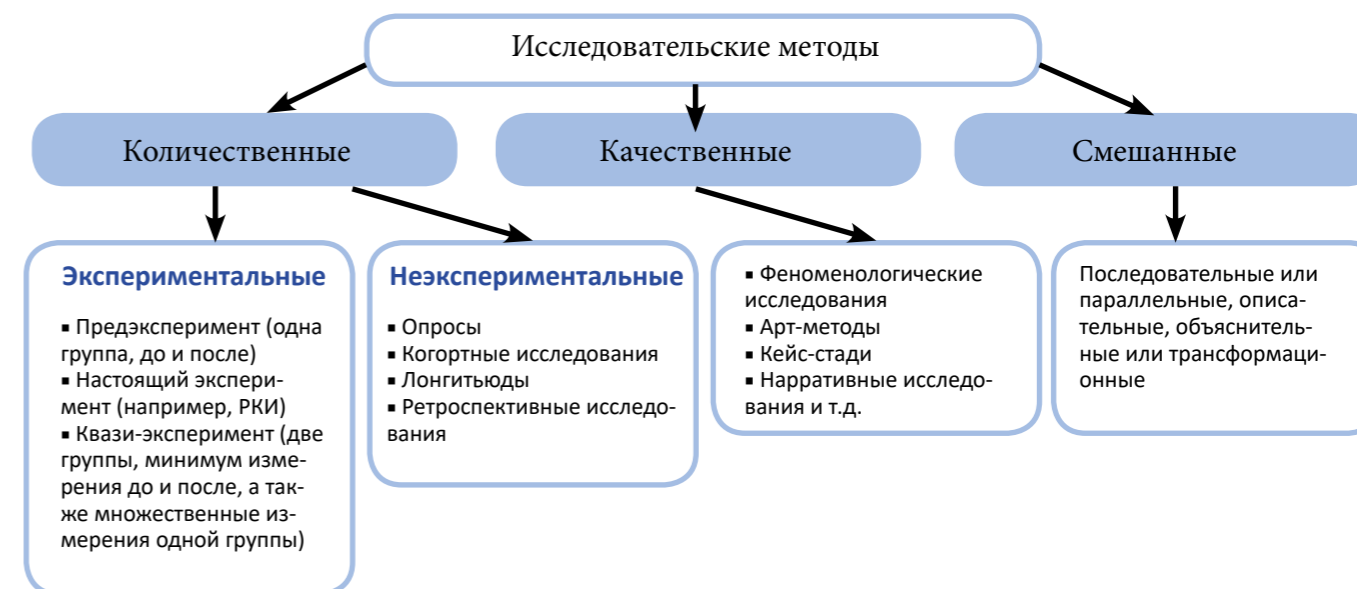 Исследовательские методы
Количественные
Качественные
Смешанные
Экспериментальные
▪ Предэксперимент (одна
группа, до и после)
▪ Настоящий экспери-
мент (например, РКИ)
▪ Квази-эксперимент (две
группы, минимум изме-
рения до и после, а так-
же множественные из-
мерения одной группы)
Неэкспериментальные
▪ Опросы
▪ Когортные исследования
▪ Лонгитьюды
▪ Ретроспективные исследо-
вания
▪ Феноменологические
исследования
▪ Арт-методы
▪ Кейс-стади
▪ Нарративные исследо-
вания и т.д.
Последовательные или
параллельные, описа-
тельные, объяснитель-
ные или трансформаци-
онные